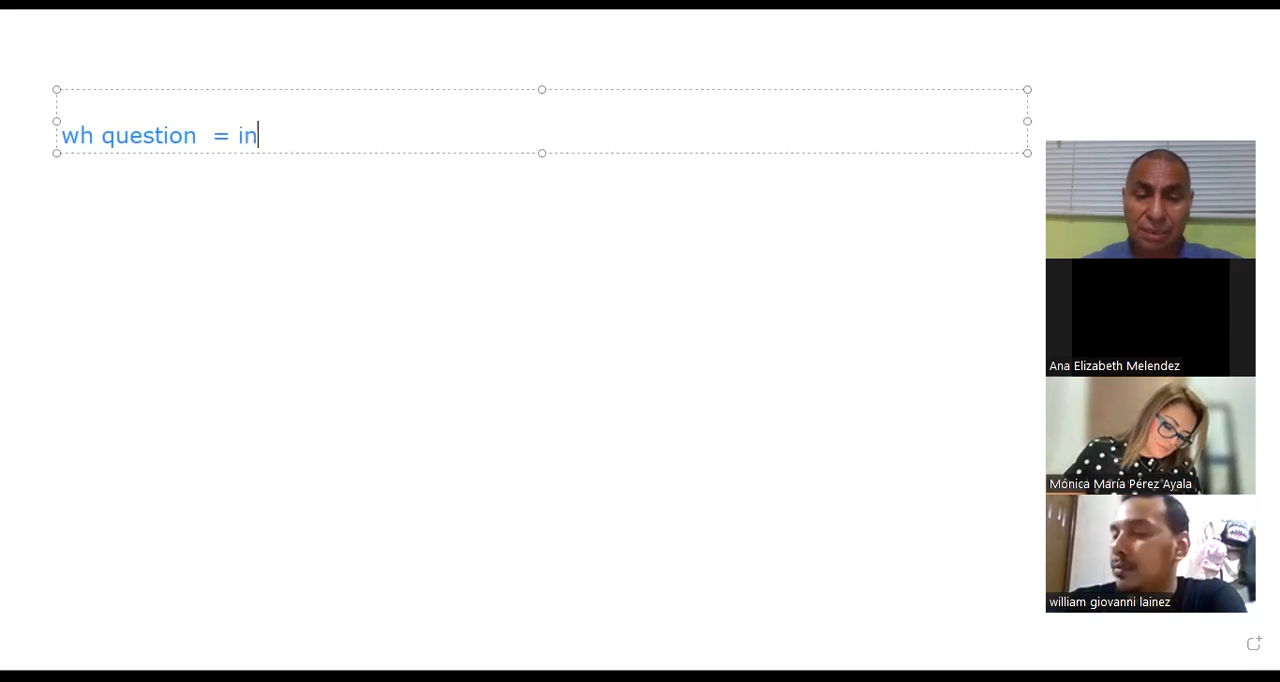 wh question  = in
Ana Elizabeth Melendez
Mónica María Pérez Ayala
william giovanni lainez